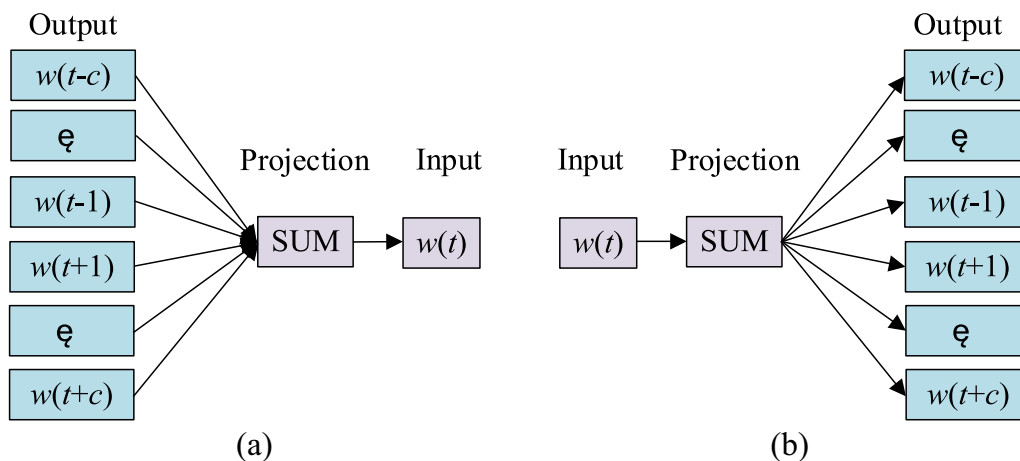 Output
w(t-c)
ę
w(t-1)
w(t+1)
ę
w(t+c)
Projection
SUM
Input
w(t)
(a)
Input
w(t)
Projection
SUM
Output
w(t-c)
ę
w(t-1)
w(t+1)
ę
w(t+c)
(b)